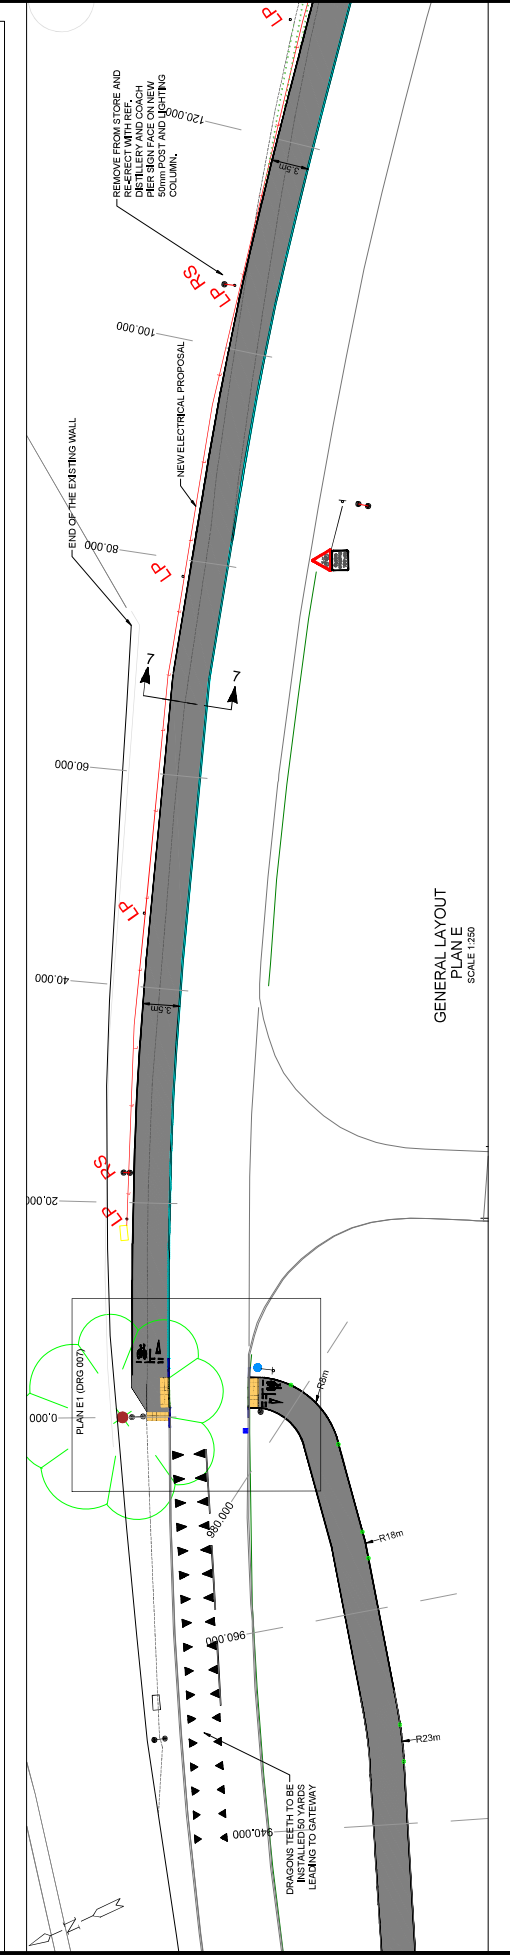 LP
120.000
REMOVE FROM STORE AND
RE-ERECT WITH REF.
DISTILLERY AND COACH
PIER SIGN FACE ON NEW
50mm POST AND LIGHTING
COLUMN.
3.5m
RS
LP
100.000
NEW ELECTRICAL PROPOSAL
END OF THE EXISTING WALL
80.000
LP
7
7
60.000
LP
GENERAL LAYOUT
PLAN E
SCALE 1:250
40.000
3.5m
RS
20.000
LP
PLAN E1 (DRG 007)
0.000
R8m
980.000
R18m
960.000
R23m
DRAGONS TEETH TO BE
INSTALLED 50 YARDS
LEADING TO GATEWAY
940.000
N